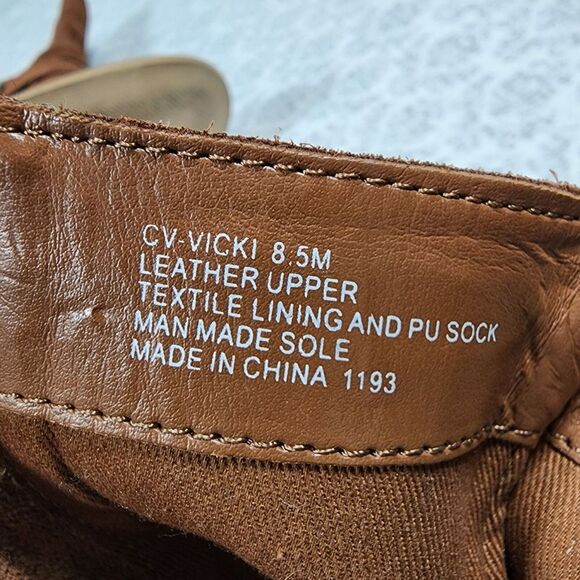 CV-VICKI 8.5M
LEATHER UPPER
TEXTILE LINING AND PU SOCK
MAN MADE SOLE
MADE IN CHINA 1193